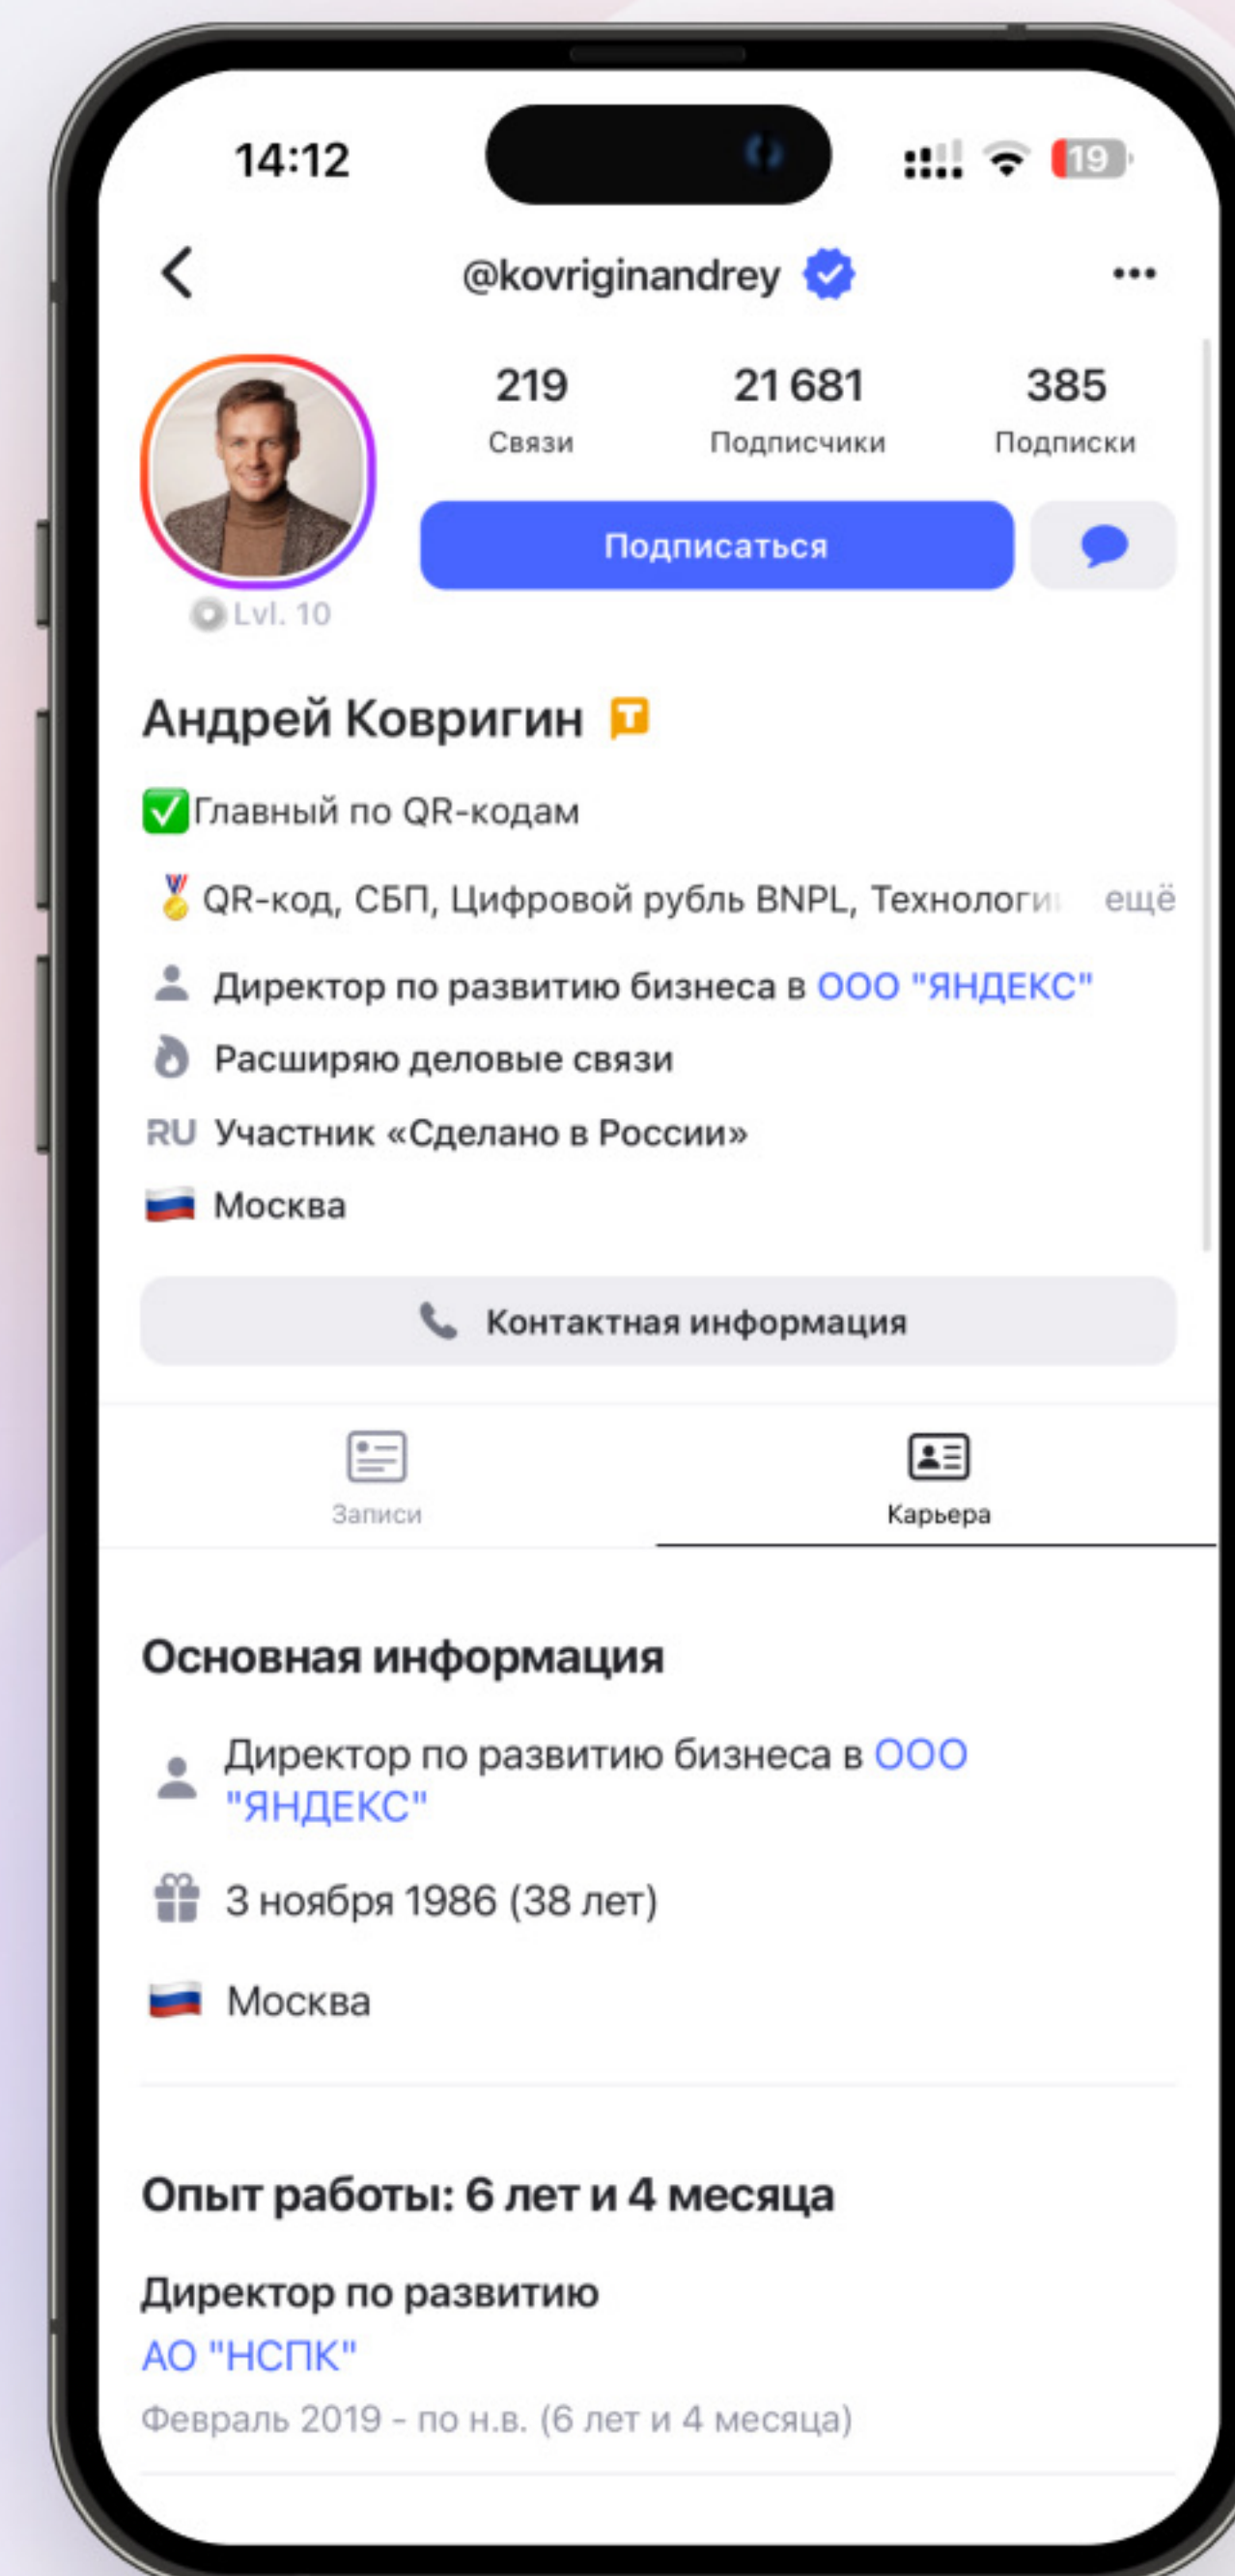 14:12
19
@kovriginandrey
219
21 681
385
Связи
Подписчики
Подписки
Подписаться
Lvl. 10
Андрей Ковригин
Главный по QR-кодам
QR-код, СБП, Цифровой рубль BNPL, Технологи ещё
Директор по развитию бизнеса в ООО "ЯНДЕКС"
Расширяю деловые связи
RU Участник «Сделано в России»
Москва
Контактная информация
Записи
Карьера
Основная информация
Директор по развитию бизнеса в ООО
"ЯНДЕКС"
3 ноября 1986 (38 лет)
Москва
Опыт работы: 6 лет и 4 месяца
Директор по развитию
АО "НСПК"
Февраль 2019 - по н.в. (6 лет и 4 месяца)